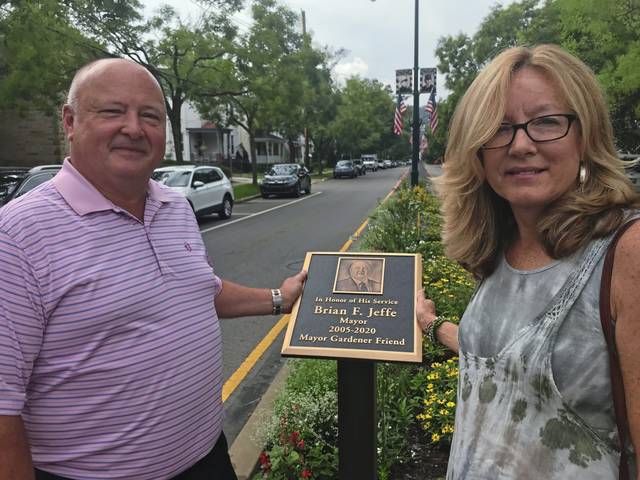 In Honor of His Service
Brian F. Jeffe
Mayor
2005-2020
Mayor Gardener Friend